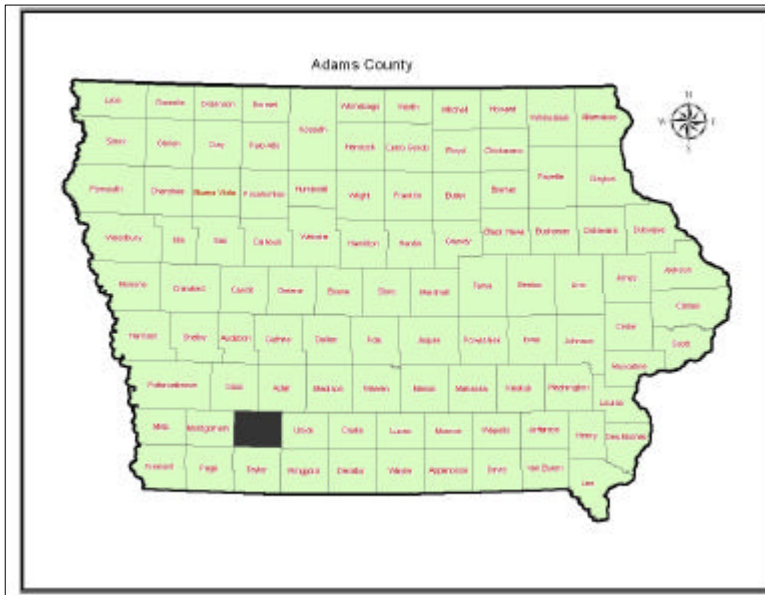 Adams County
N
W E
S
Lyon Osceola Dickinson Emmet Winnebago Worth Mitchell Howard Winneshiek Allamakee
Kossuth
Sioux Obrien Clay Palo Alto Hancock Cerro Gordo Floyd Chickasaw
Fayette Clayton
Plymouth Cherokee Buena Vista Pocahontas Humboldt Wright Franklin Butler Bremer
Woodbury Ida Sac Calhoun Webster Hamilton Hardin Grundy Black Hawk Buchanan Delaware Dubuque
Monona Crawford Carroll Greene Boone Story Marshall Tama Benton Linn Jones Jackson
Clinton
Harrison Shelby Audubon Guthrie Dallas Polk Jasper Poweshiek Iowa Johnson Cedar Scott
Muscatine
Pottawattamie Cass Adair Madison Warren Marion Mahaska Keokuk Washington
Louisa
Mills Montgomery Union Clarke Lucas Monroe Wapello Jefferson Henry Des Moines
Fremont Page Taylor Ringgold Decatur Wayne Appanoose Davis Van Buren
Lee